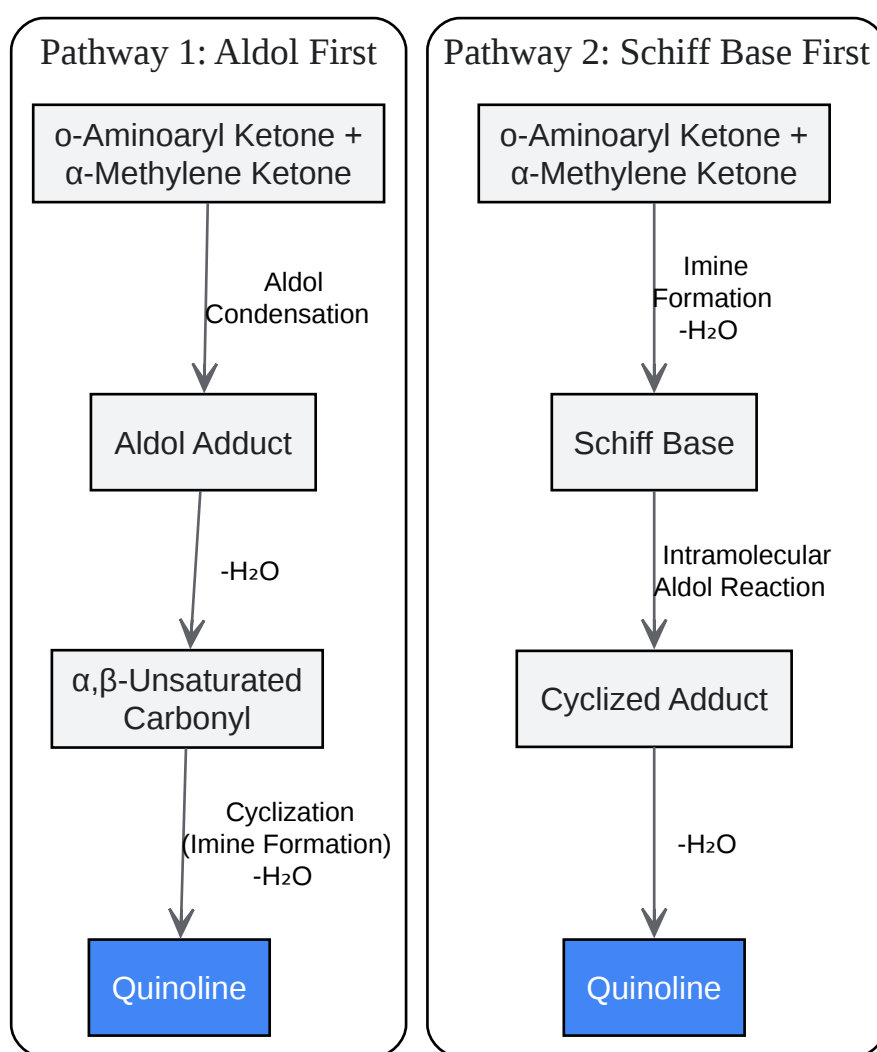 Pathway 1: Aldol First
o-Aminoaryl Ketone +
α-Methylene Ketone
Aldol
Condensation
Aldol Adduct
-H₂O
α,β-Unsaturated
Carbonyl
Cyclization
(Imine Formation)
-H₂O
Quinoline
Pathway 2: Schiff Base First
o-Aminoaryl Ketone +
α-Methylene Ketone
Imine
Formation
-H₂O
Schiff Base
Intramolecular
Aldol Reaction
Cyclized Adduct
-H₂O
Quinoline